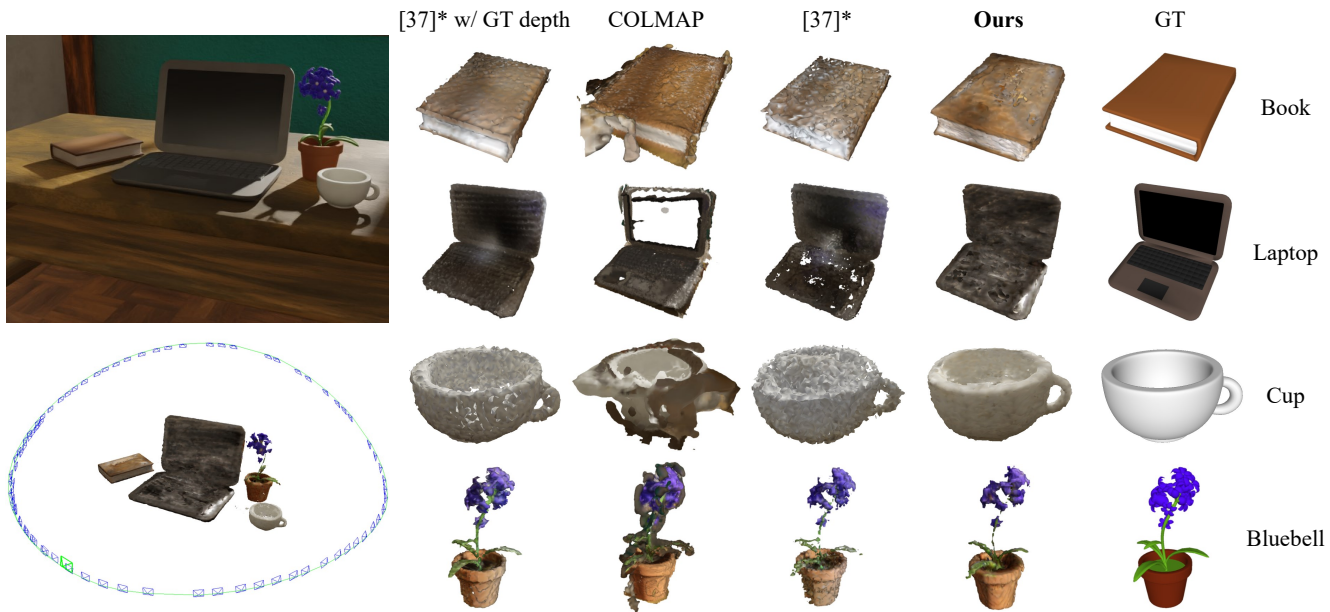 [37]* w/ GT depth COLMAP [37]* Ours GT
Book
Laptop
Cup
Bluebell